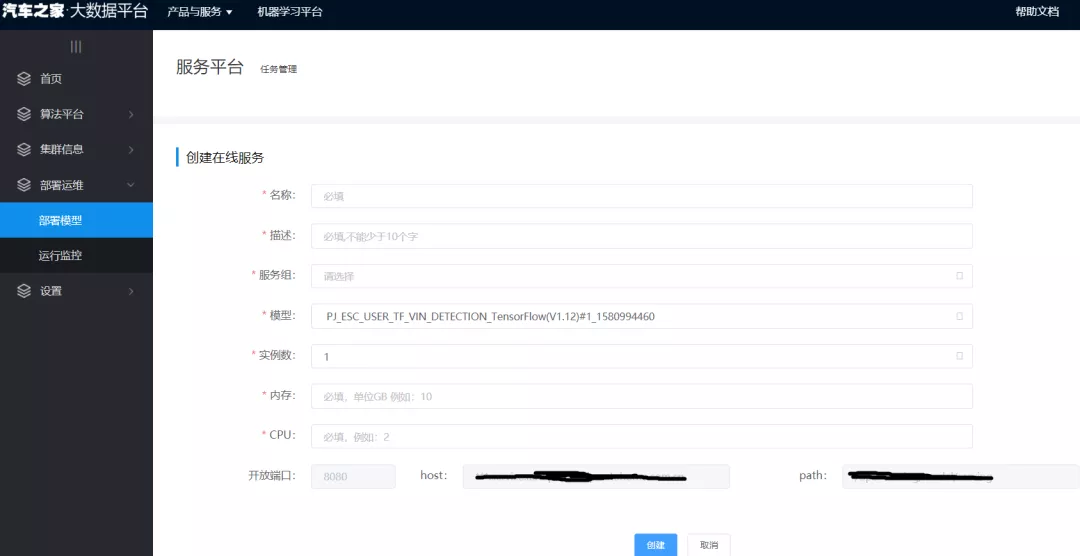 汽车之家·大数据平台 产品与服务 机器学习平台 帮助文档
首页
算法平台
集群信息
部署运维
部署模型
运行监控
设置
服务平台 任务管理
创建在线服务
* 名称: 必填
* 描述: 必填,不能少于10个字
* 服务组: 请选择
* 模型: PJ_ESC_USER_TF_VIN_DETECTION_TensorFlow(V1.12)#1_1580994460
* 实例数: 1
* 内存: 必填，单位GB 例如：10
* CPU: 必填，例如：2
开放端口: 8080 host: path:
创建 取消